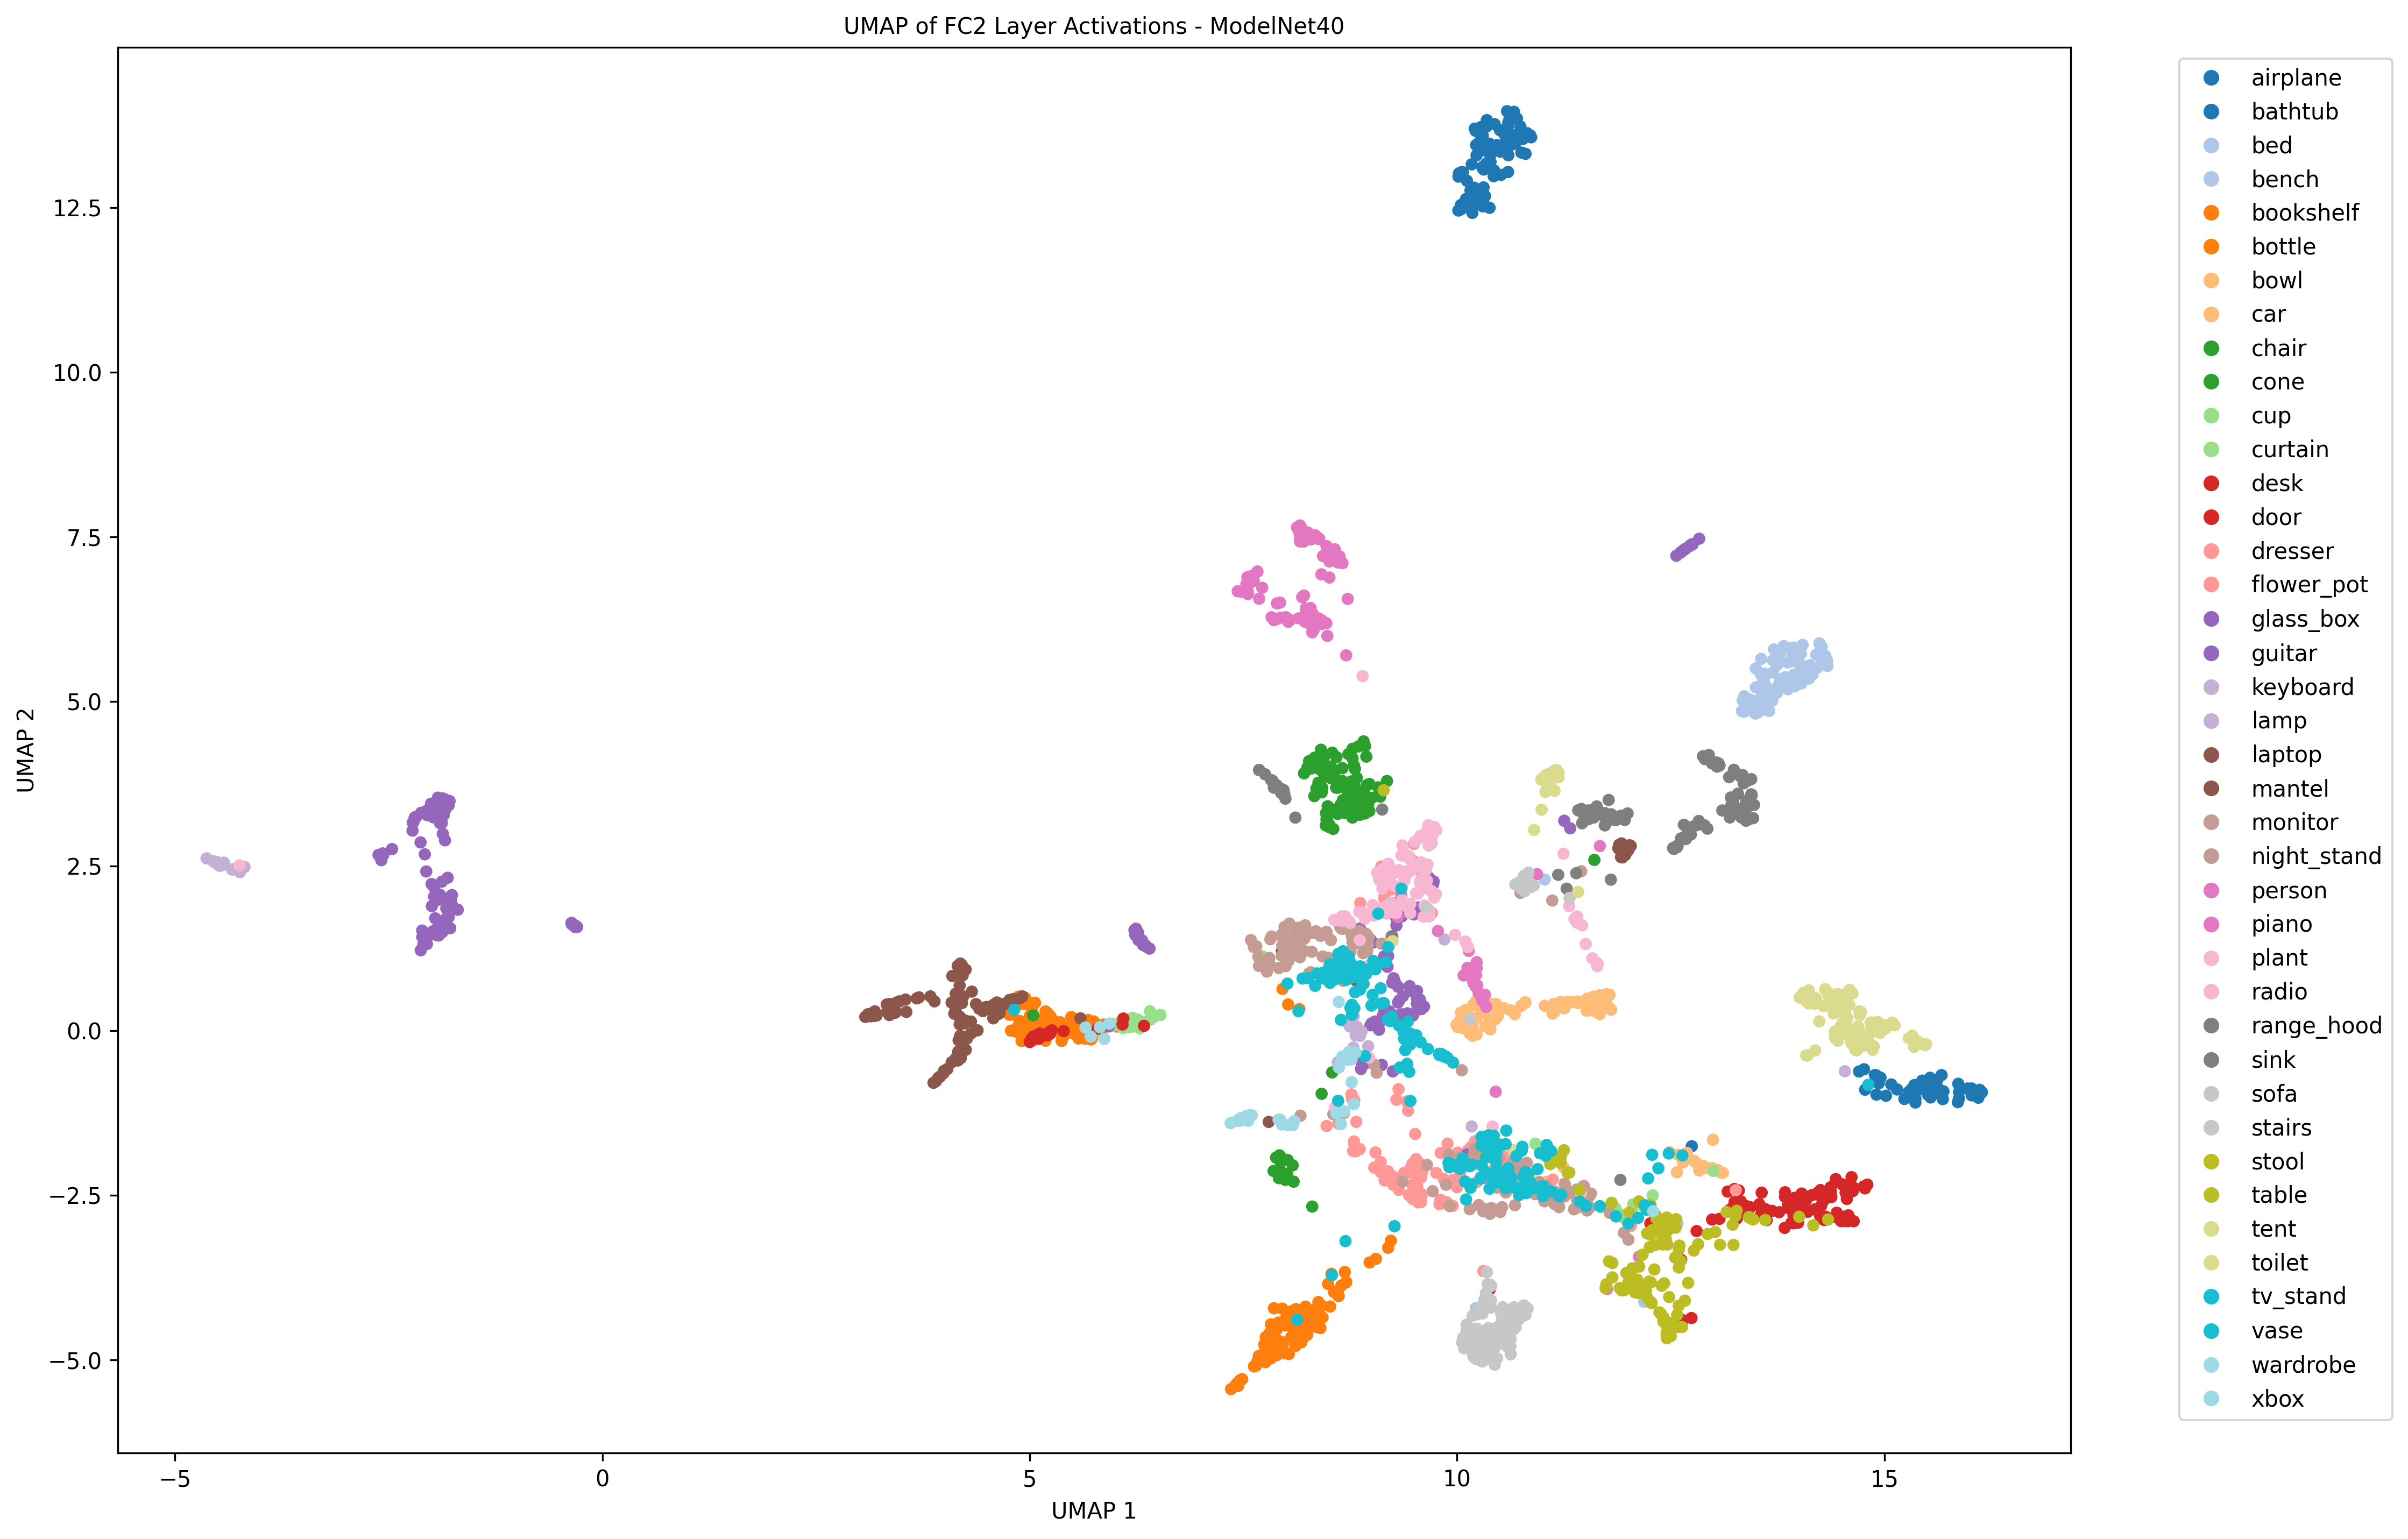 UMAP of FC2 Layer Activations - ModelNet40
12.5
10.0
7.5
5.0
2.5
0.0
−2.5
−5.0
UMAP 2
−5
0
5
10
15
UMAP 1
airplane
bathtub
bed
bench
bookshelf
bottle
bowl
car
chair
cone
cup
curtain
desk
door
dresser
flower_pot
glass_box
guitar
keyboard
lamp
laptop
mantel
monitor
night_stand
person
piano
plant
radio
range_hood
sink
sofa
stairs
stool
table
tent
toilet
tv_stand
vase
wardrobe
xbox